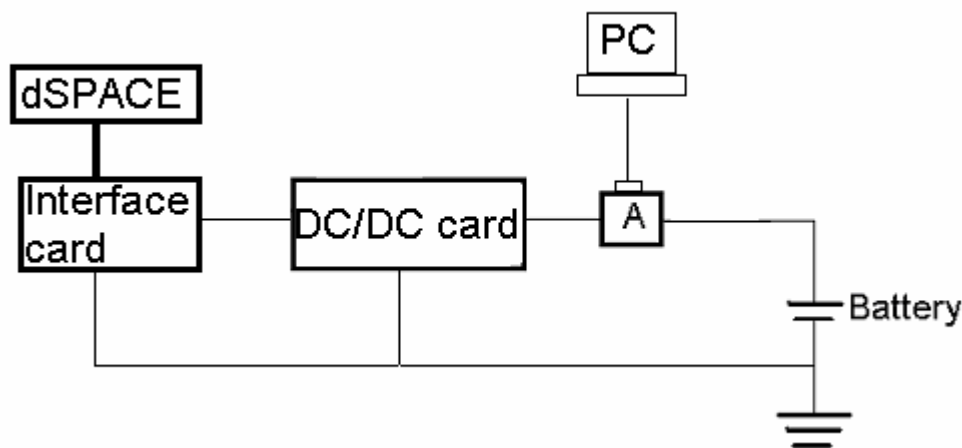 PC
dSPACE
Interface
card
DC/DC card
A
Battery